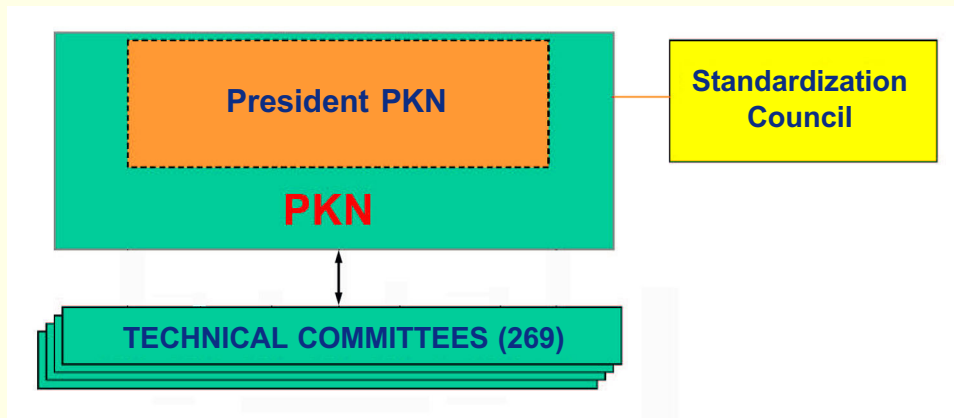 President PKN
Standardization
Council
PKN
TECHNICAL COMMITTEES (269)